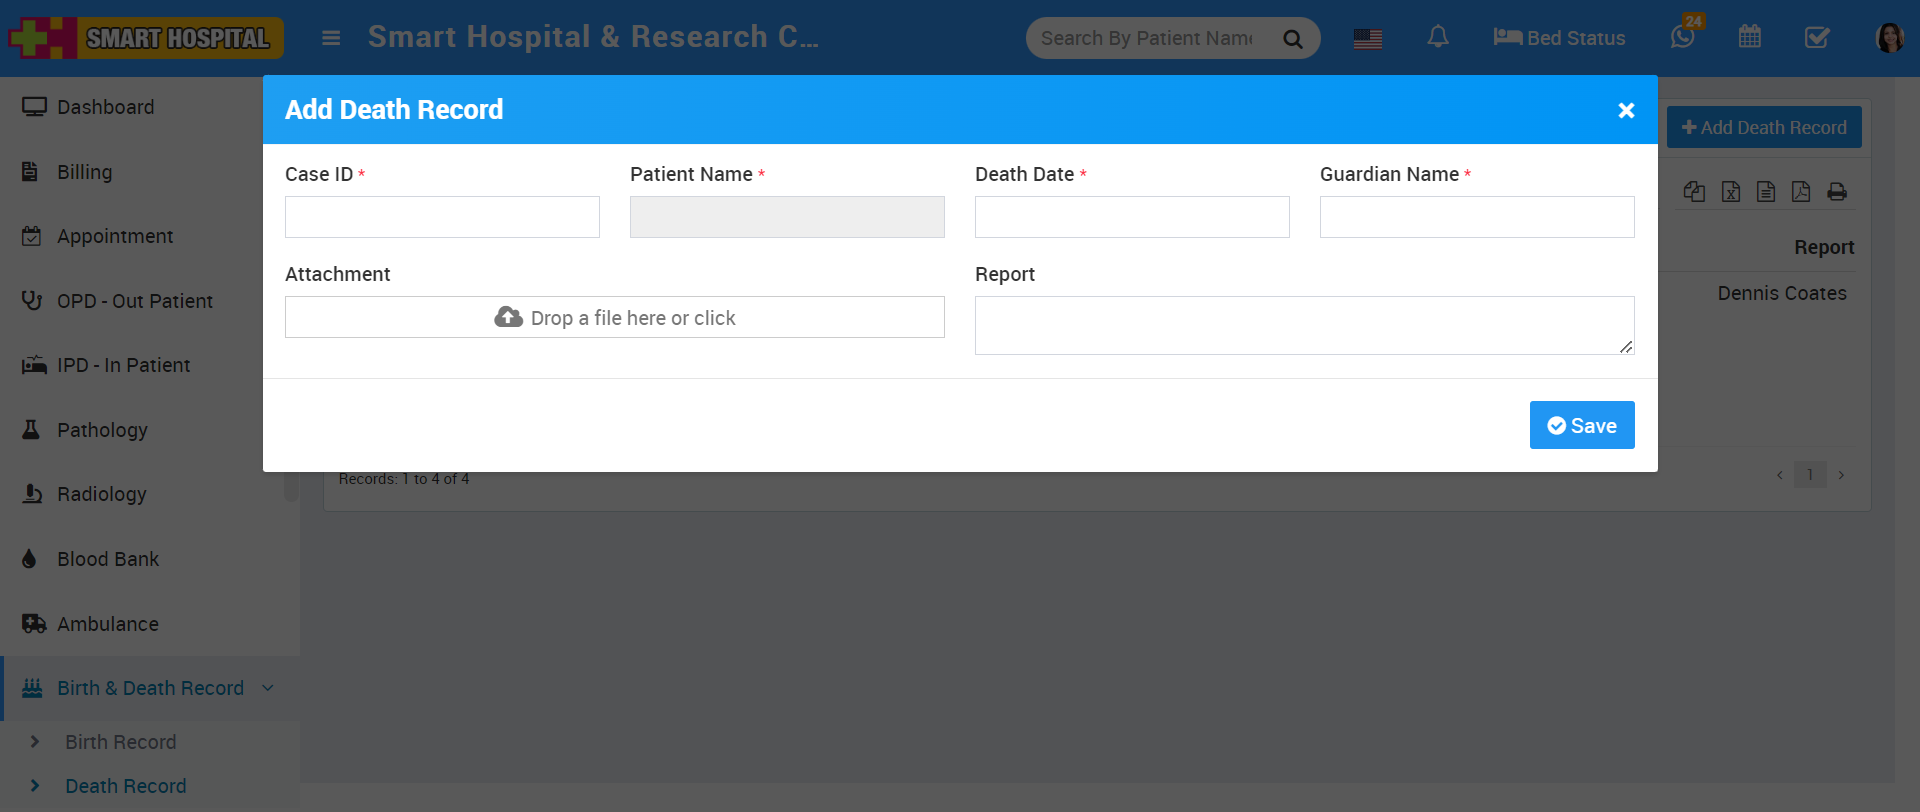 SMART HOSPITAL
Smart Hospital & Research C...
Search By Patient Name
Bed Status
24
Dashboard
Billing
Appointment
OPD - Out Patient
IPD - In Patient
Pathology
Radiology
Blood Bank
Ambulance
Birth & Death Record
Birth Record
Death Record
Add Death Record
Add Death Record
Case ID *
Patient Name *
Death Date *
Guardian Name *
Attachment
Drop a file here or click
Report
Save
Report
Dennis Coates
Records: 1 to 4 of 4
1